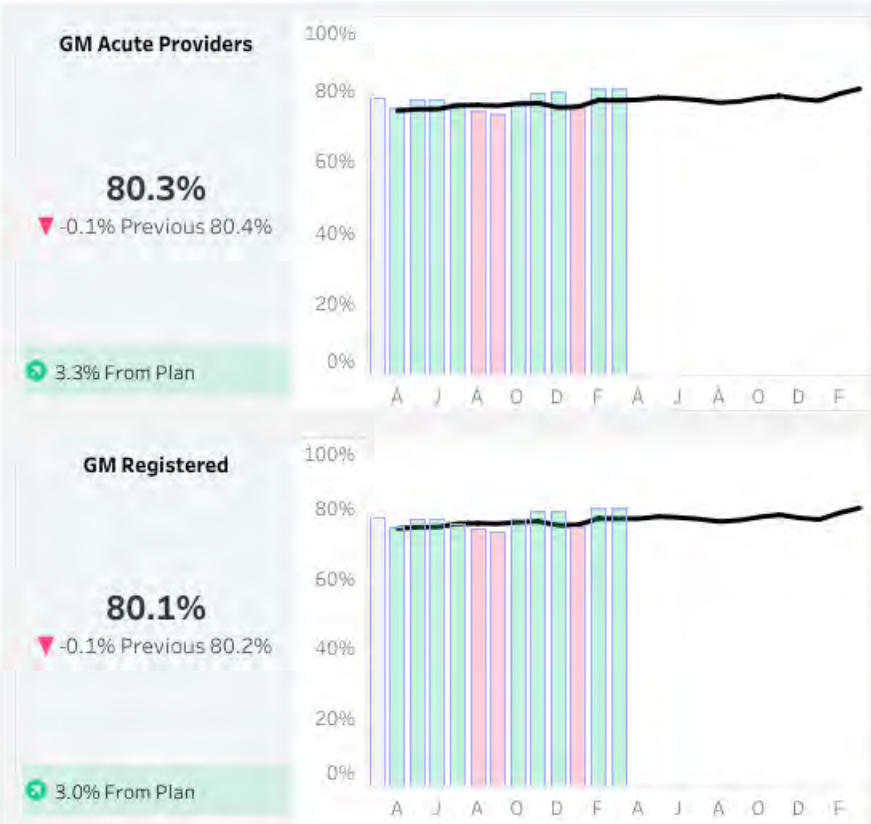 GM Acute Providers
80.3%
▼ -0.1% Previous 80.4%
3.3% From Plan
100%
80%
60%
40%
20%
0%
A J A O D F A J A O D F
GM Registered
80.1%
▼ -0.1% Previous 80.2%
3.0% From Plan
100%
80%
60%
40%
20%
0%
A J A O D F A J A O D F